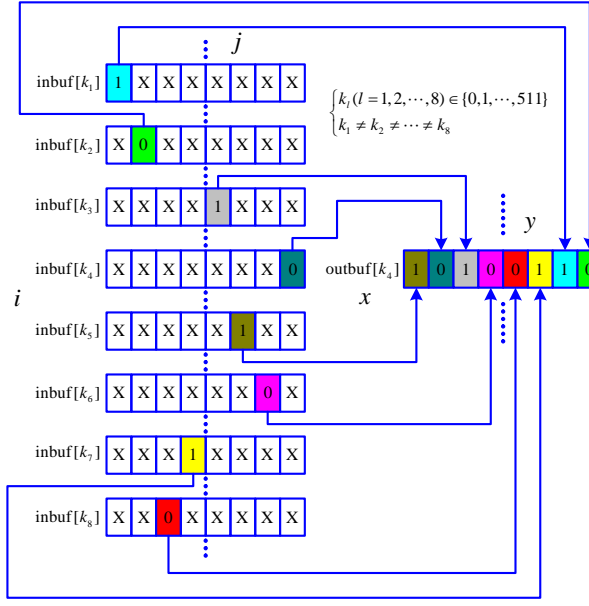 j
inbuf[k₁] 1 X X X X X X X
{k_l (l = 1, 2, ⋯, 8) ∈ {0, 1, ⋯, 511}
k₁ ≠ k₂ ≠ ⋯ ≠ k₈
inbuf[k₂] X 0 X X X X X X
inbuf[k₃] X X X X 1 X X X
y
inbuf[k₄] X X X X X X X 0
outbuf[k₄] 1 0 1 0 0 1 1 0
i
x
inbuf[k₅] X X X X X 1 X X
inbuf[k₆] X X X X X X 0 X
inbuf[k₇] X X X 1 X X X X
inbuf[k₈] X X 0 X X X X X